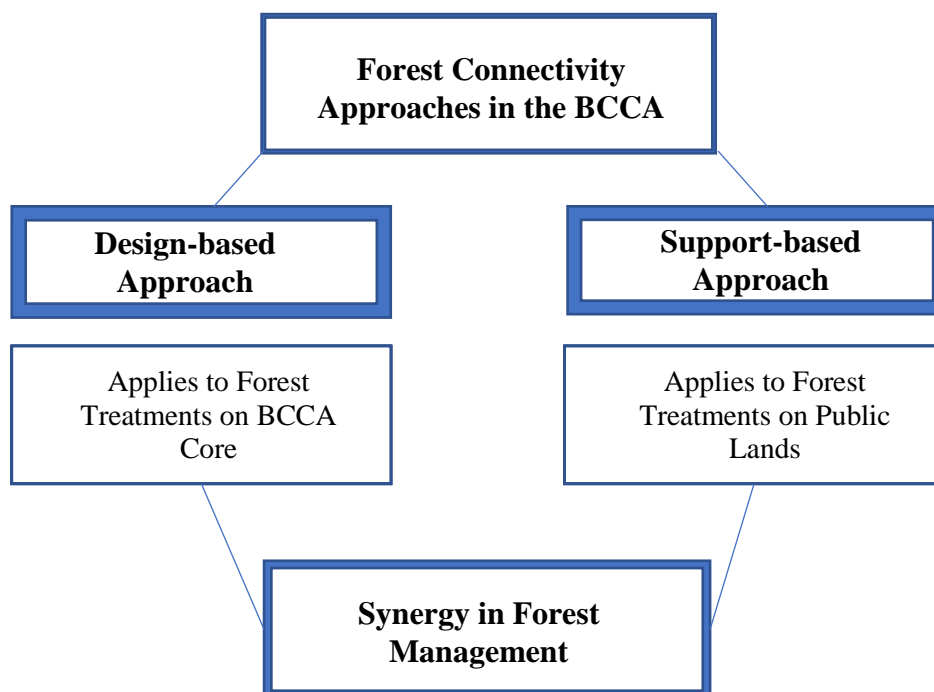 Forest Connectivity
Approaches in the BCCA
Design-based
Approach
Support-based
Approach
Applies to Forest
Treatments on BCCA
Core
Applies to Forest
Treatments on Public
Lands
Synergy in Forest
Management